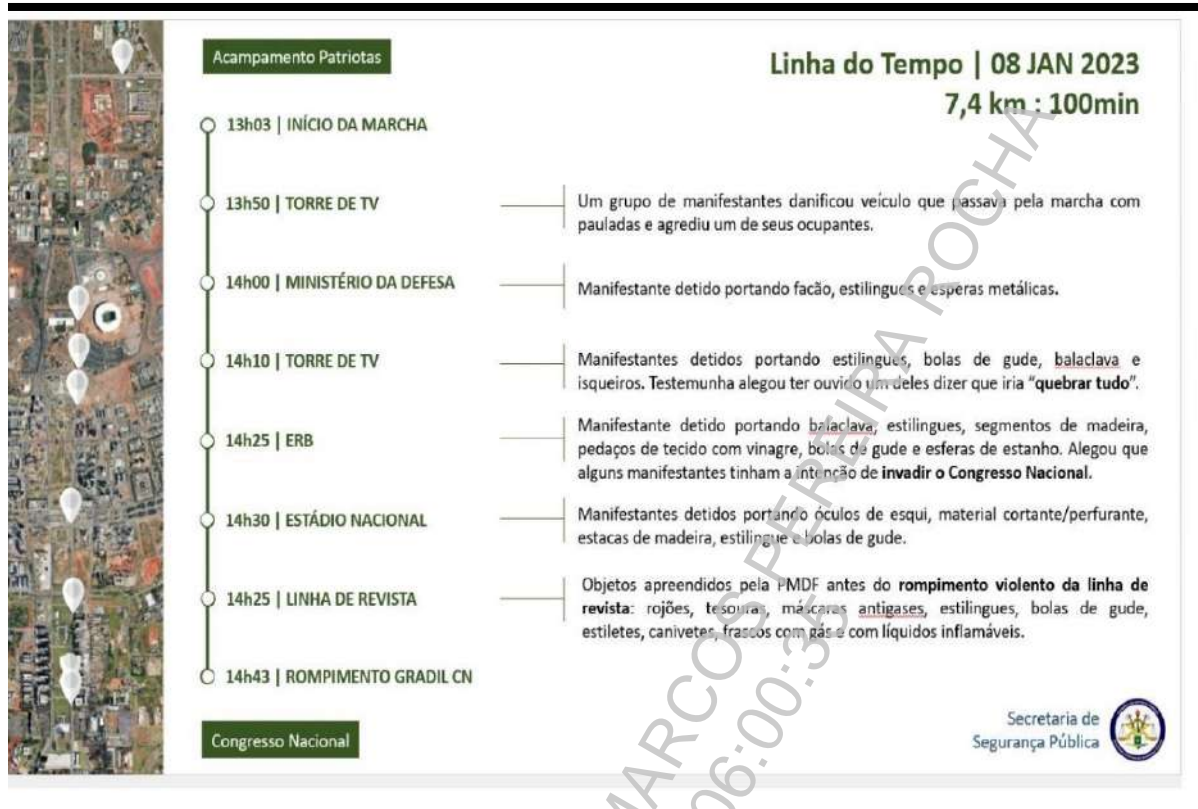 Acampamento Patriotas
Linha do Tempo | 08 JAN 2023
7,4 km : 100min
13h03 | INÍCIO DA MARCHA
13h50 | TORRE DE TV
Um grupo de manifestantes danificou veículo que passava pela marcha com
pauladas e agrediu um de seus ocupantes.
14h00 | MINISTÉRIO DA DEFESA
Manifestante detido portando facão, estilingues e esperas metálicas.
14h10 | TORRE DE TV
Manifestantes detidos portando estilingues, bolas de gude, balaclava e
isqueiros. Testemunha alegou ter ouvido um deles dizer que iria “quebrar tudo”.
14h25 | ERB
Manifestante detido portando balaclava, estilingues, segmentos de madeira,
pedaços de tecido com vinagre, bolas de gude e esferas de estanho. Alegou que
alguns manifestantes tinham a intenção de invadir o Congresso Nacional.
14h30 | ESTÁDIO NACIONAL
Manifestantes detidos portando óculos de esqui, material cortante/perfurante,
estacas de madeira, estilingue e bolas de gude.
14h25 | LINHA DE REVISTA
Objetos apreendidos pela PMDF antes do rompimento violento da linha de
revista: rojões, tesouras, máscaras antigases, estilingues, bolas de gude,
estiletes, canivetes, frascos com gás e com líquidos inflamáveis.
14h43 | ROMPIMENTO GRADIL CN
Congresso Nacional
Secretaria de
Segurança Pública
MARCOS PEREIRA ROCHA
06:00:35